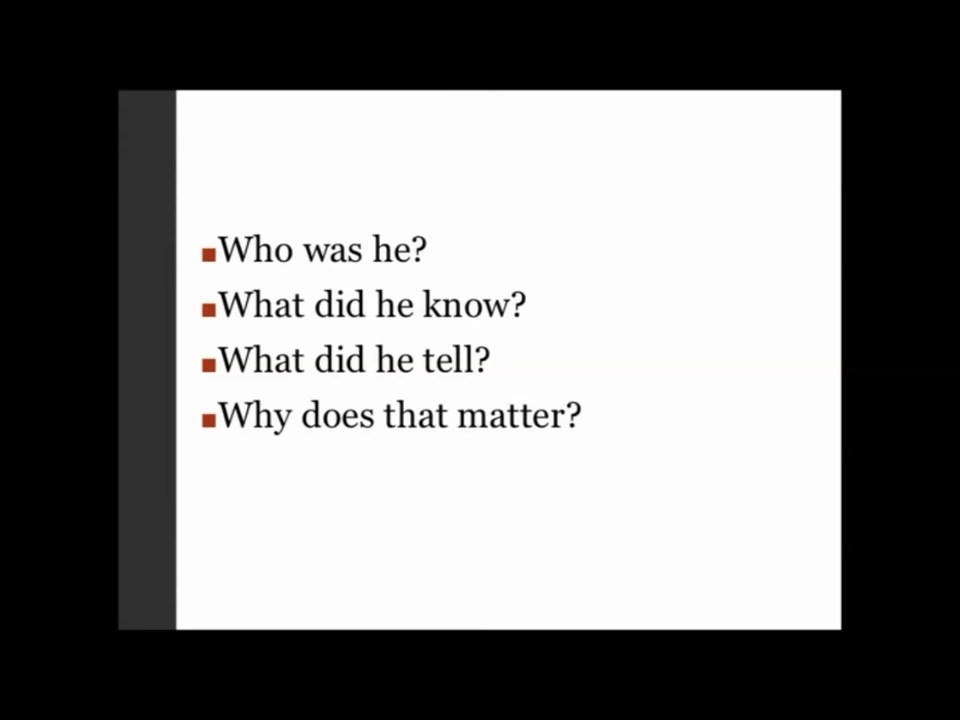 Who was he?
What did he know?
What did he tell?
Why does that matter?